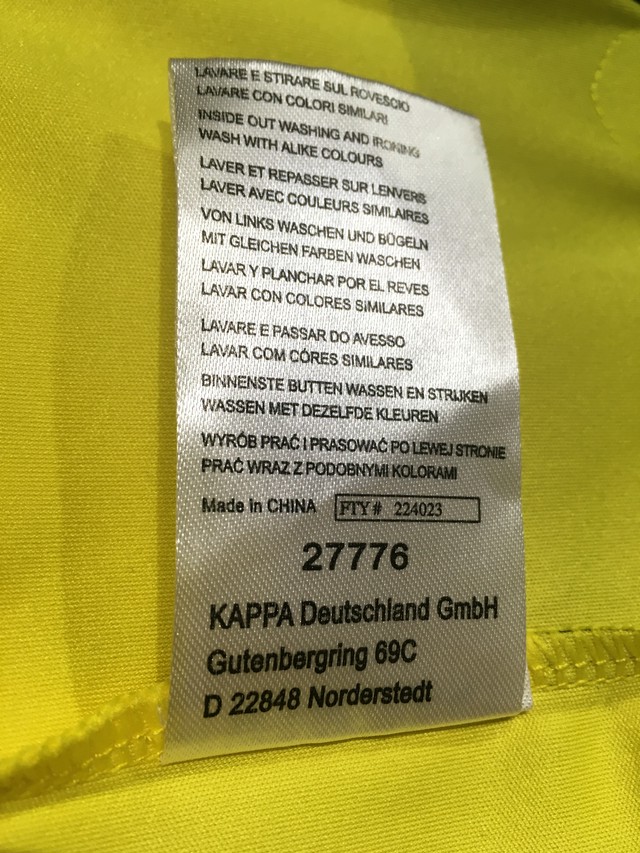 LAVARE E STIRARE SUL ROVESCIO
LAVARE CON COLORI SIMILARI
INSIDE OUT WASHING AND IRONING
WASH WITH ALIKE COLOURS
LAVER ET REPASSER SUR LENVERS
LAVER AVEC COULEURS SIMILAIRES
VON LINKS WASCHEN UND BÜGELN
MIT GLEICHEN FARBEN WASCHEN
LAVAR Y PLANCHAR POR EL REVES
LAVAR CON COLORES SIMILARES
LAVARE E PASSAR DO AVESSO
LAVAR COM CÓRES SIMILARES
BINNENSTE BUTTEN WASSEN EN STRIJKEN
WASSEN MET DEZELFDE KLEUREN
WYRÓB PRAĆ I PRASOWAĆ PO LEWEJ STRONIE
PRAĆ WRAZ Z PODOBNYMI KOLORAMI
Made in CHINA FTY # 224023
27776
KAPPA Deutschland GmbH
Gutenbergring 69C
D 22848 Norderstedt